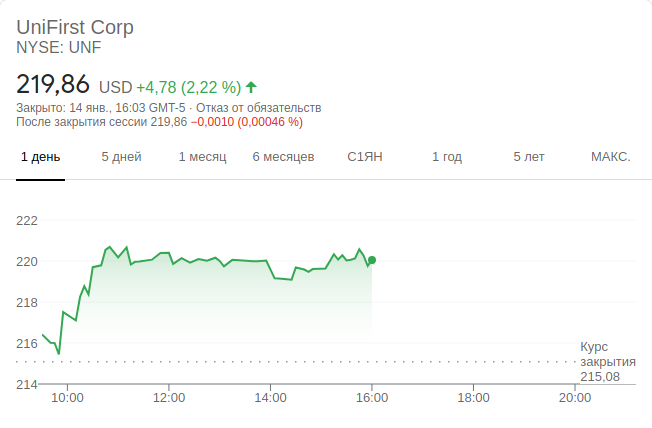 UniFirst Corp
NYSE: UNF
219,86 USD +4,78 (2,22 %)
Закрыто: 14 янв., 16:03 GMT-5 · Отказ от обязательств
После закрытия сессии 219,86 −0,0010 (0,00046 %)
1 день 5 дней 1 месяц 6 месяцев С1ЯН 1 год 5 лет МАКС.
222
220
218
216
214
Курс
закрытия
215,08
10:00 12:00 14:00 16:00 18:00 20:00